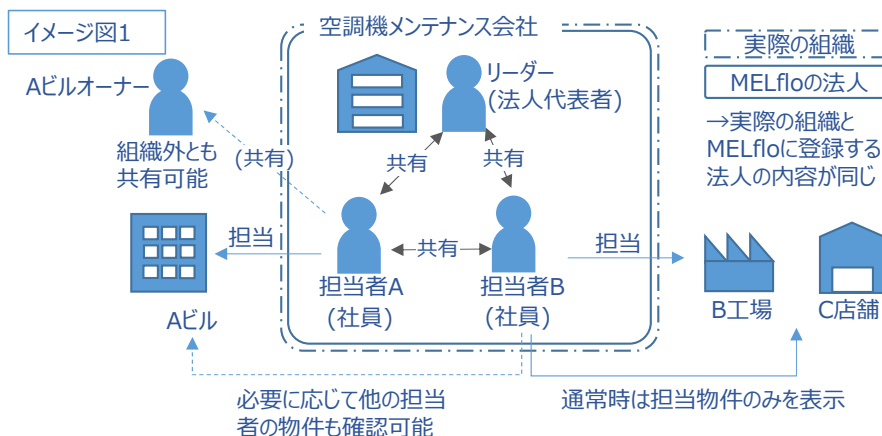 イメージ図1
空調機メンテナンス会社
Aビルオーナー
組織外とも
共有可能
(共有)
リーダー
(法人代表者)
共有
共有
共有
担当
担当
担当者A
(社員)
担当者B
(社員)
Aビル
B工場
C店舗
必要に応じて他の担当
者の物件も確認可能
通常時は担当物件のみを表示
実際の組織
MELfloの法人
→実際の組織と
MELfloに登録する
法人の内容が同じ